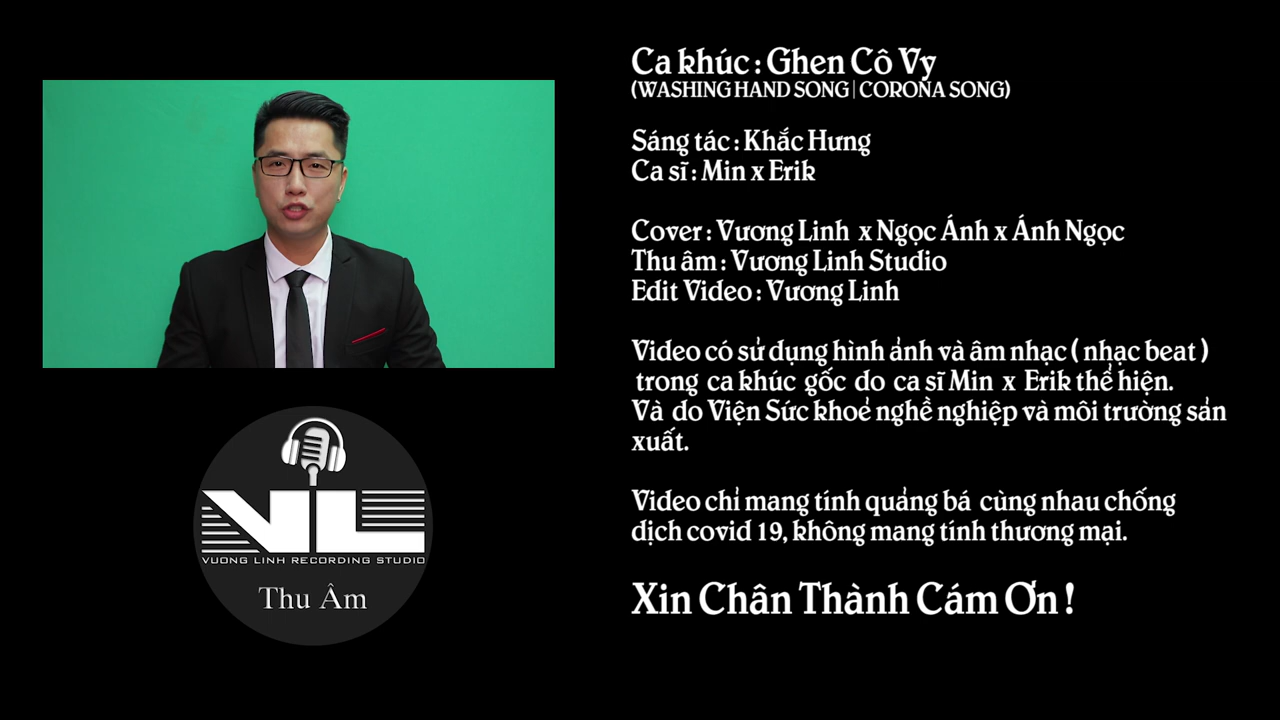 Ca khúc : Ghen Cô Vy
(WASHING HAND SONG | CORONA SONG)
Sáng tác : Khắc Hưng
Ca sĩ : Min x Erik
Cover : Vương Linh x Ngọc Ánh x Ánh Ngọc
Thu âm : Vương Linh Studio
Edit Video : Vương Linh
Video có sử dụng hình ảnh và âm nhạc ( nhạc beat )
trong ca khúc gốc do ca sĩ Min x Erik thể hiện.
Và do Viện Sức khoẻ nghề nghiệp và môi trường sản
xuất.
Video chỉ mang tính quảng bá cùng nhau chống
dịch covid 19, không mang tính thương mại.
Xin Chân Thành Cám Ơn !
VL
VUONG LINH RECORDING STUDIO
Thu Âm